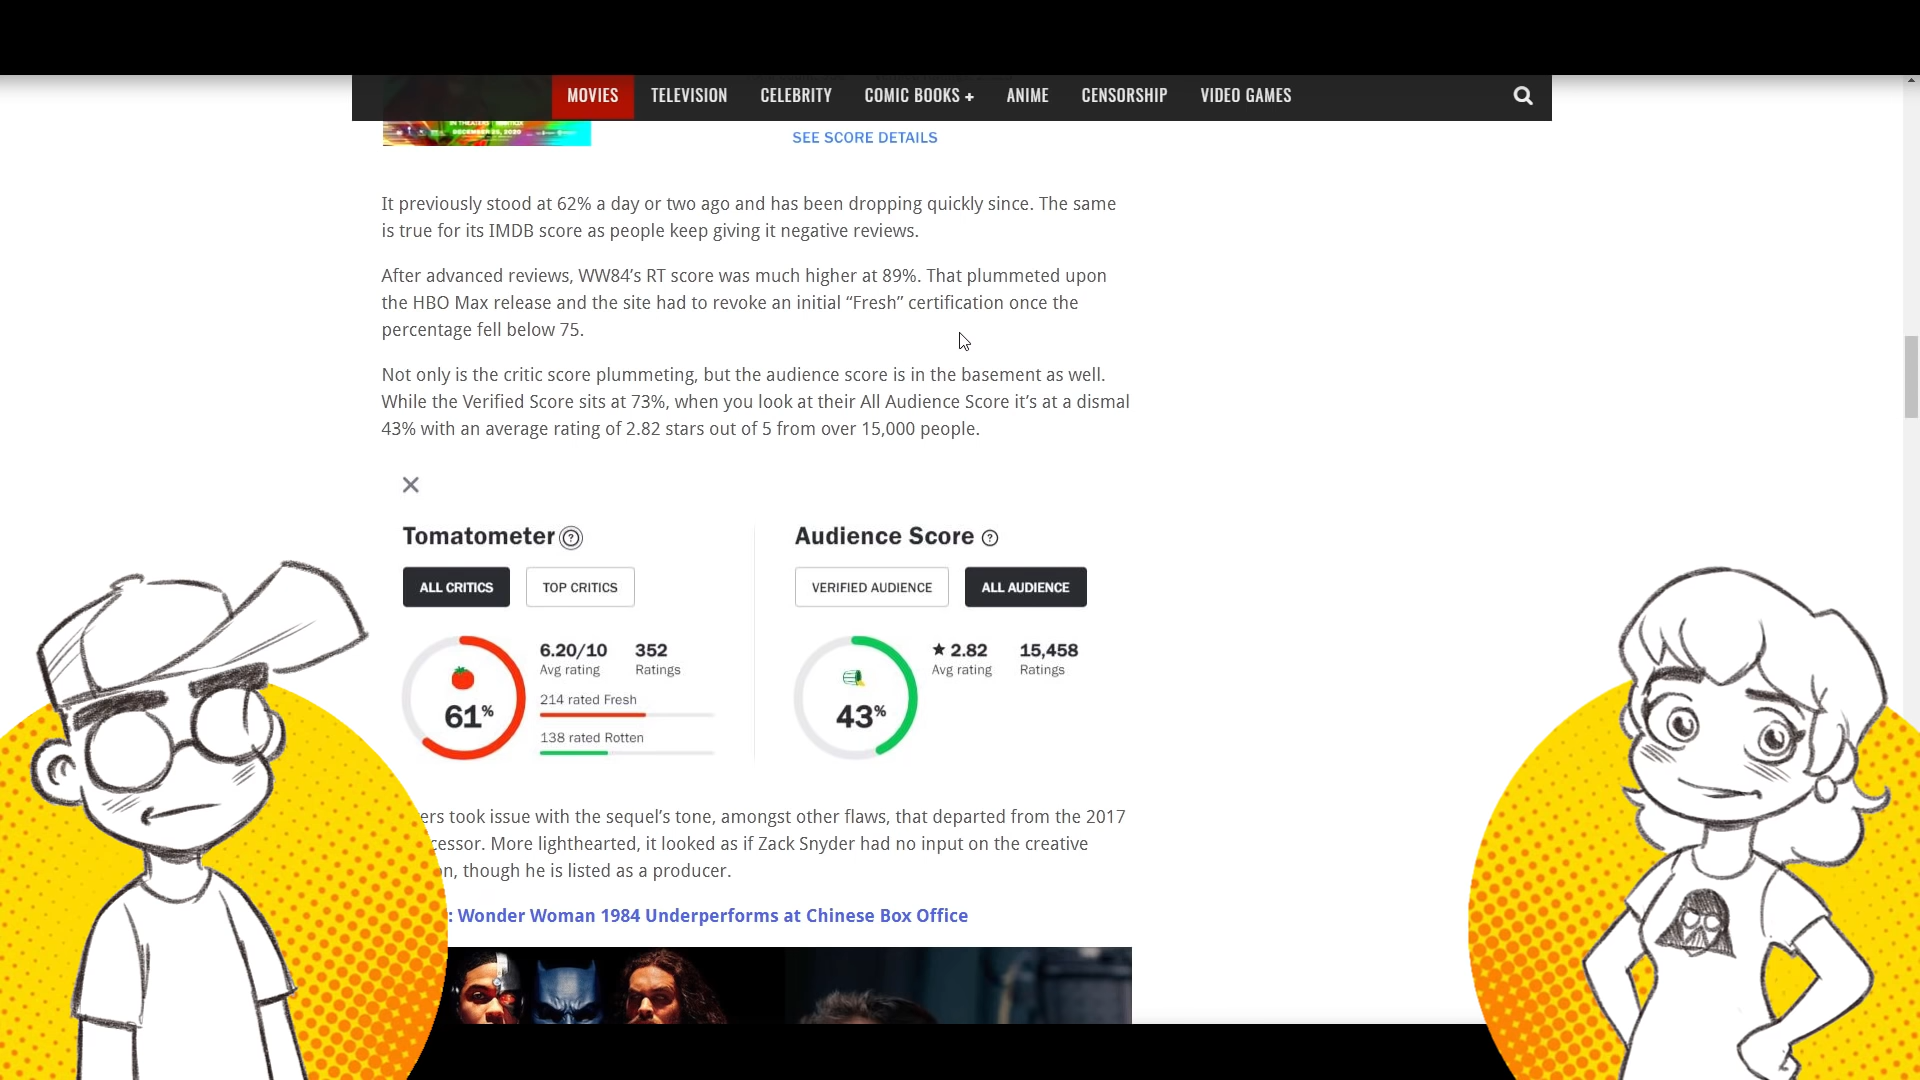 MOVIES TELEVISION CELEBRITY COMIC BOOKS + ANIME CENSORSHIP VIDEO GAMES
DECEMBER 25, 2020
SEE SCORE DETAILS
It previously stood at 62% a day or two ago and has been dropping quickly since. The same
is true for its IMDB score as people keep giving it negative reviews.
After advanced reviews, WW84’s RT score was much higher at 89%. That plummeted upon
the HBO Max release and the site had to revoke an initial “Fresh” certification once the
percentage fell below 75.
Not only is the critic score plummeting, but the audience score is in the basement as well.
While the Verified Score sits at 73%, when you look at their All Audience Score it’s at a dismal
43% with an average rating of 2.82 stars out of 5 from over 15,000 people.
Tomatometer ? Audience Score ?
ALL CRITICS TOP CRITICS VERIFIED AUDIENCE ALL AUDIENCE
6.20/10 352 ★ 2.82 15,458
Avg rating Ratings Avg rating Ratings
214 rated Fresh
61% 43%
138 rated Rotten
ers took issue with the sequel’s tone, amongst other flaws, that departed from the 2017
cessor. More lighthearted, it looked as if Zack Snyder had no input on the creative
n, though he is listed as a producer.
: Wonder Woman 1984 Underperforms at Chinese Box Office